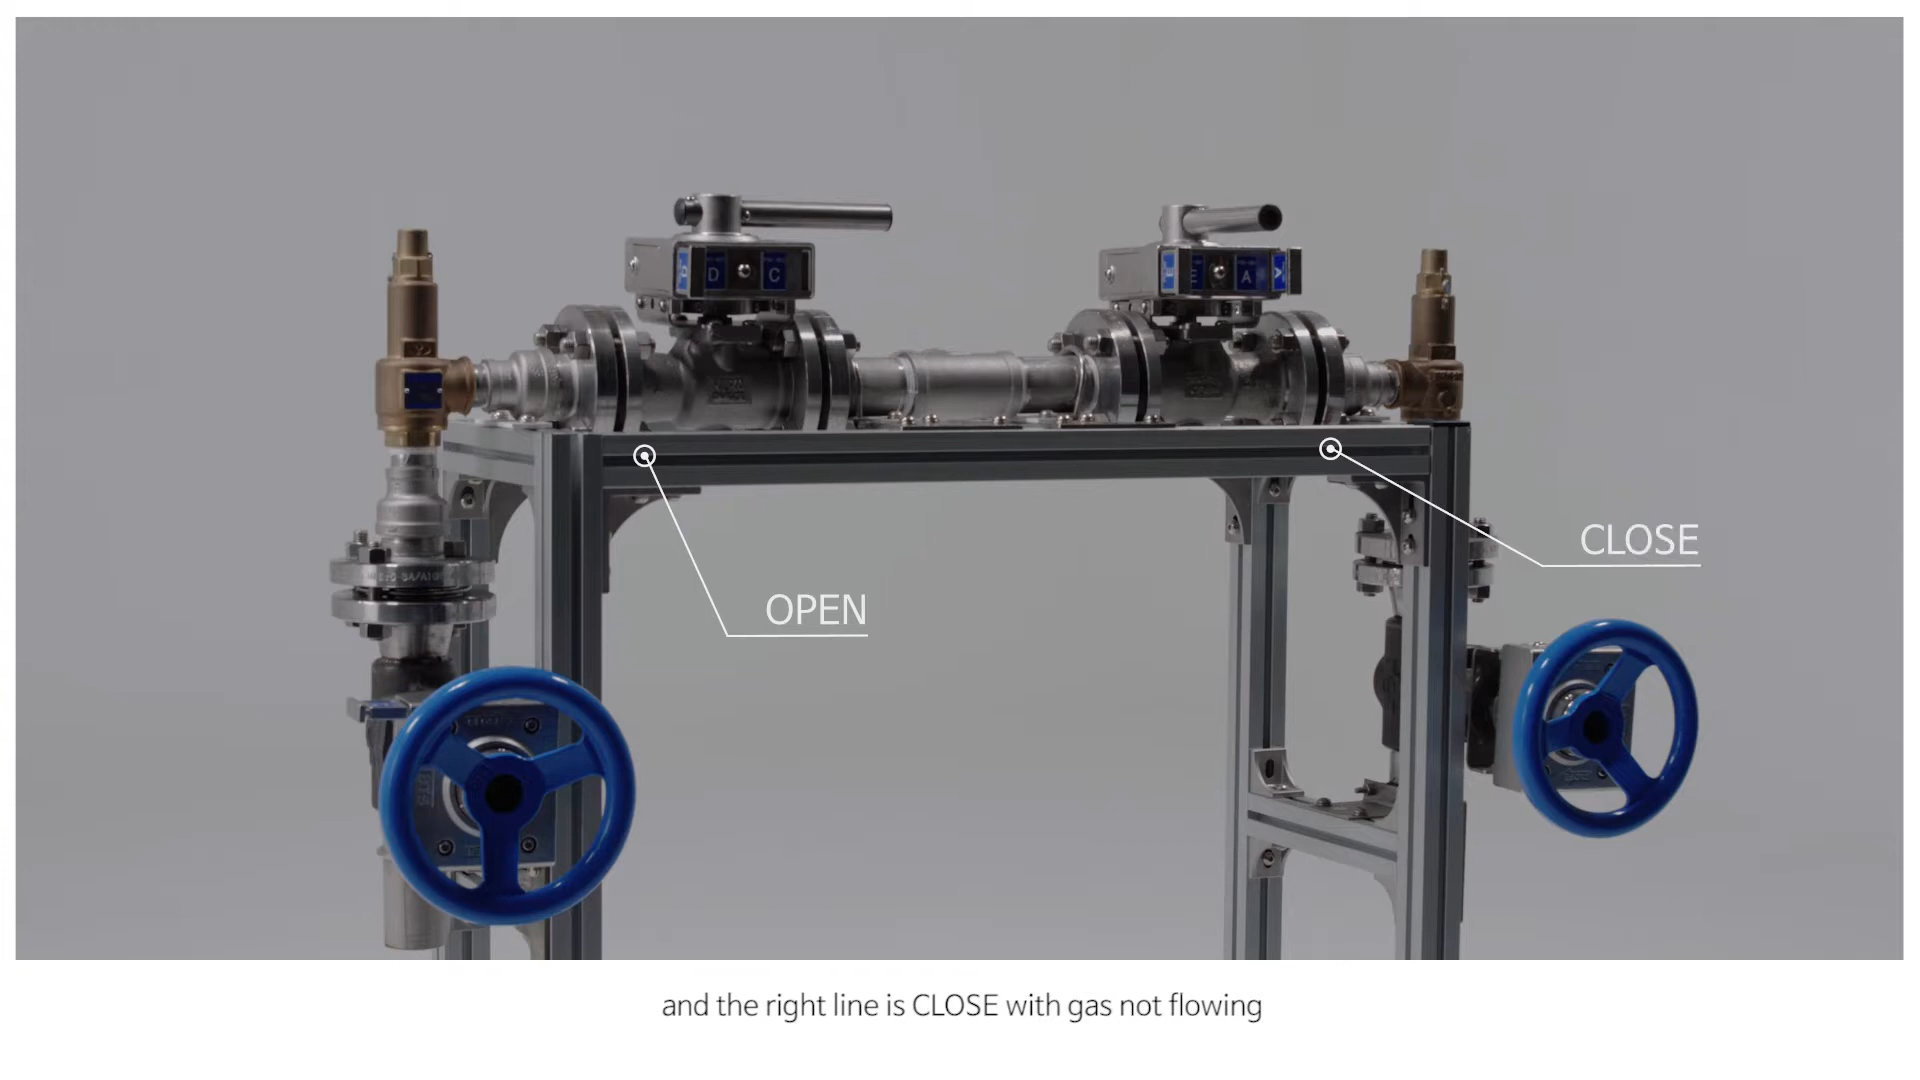 D
D
C
E
E
A
A
OPEN
CLOSE
and the right line is CLOSE with gas not flowing